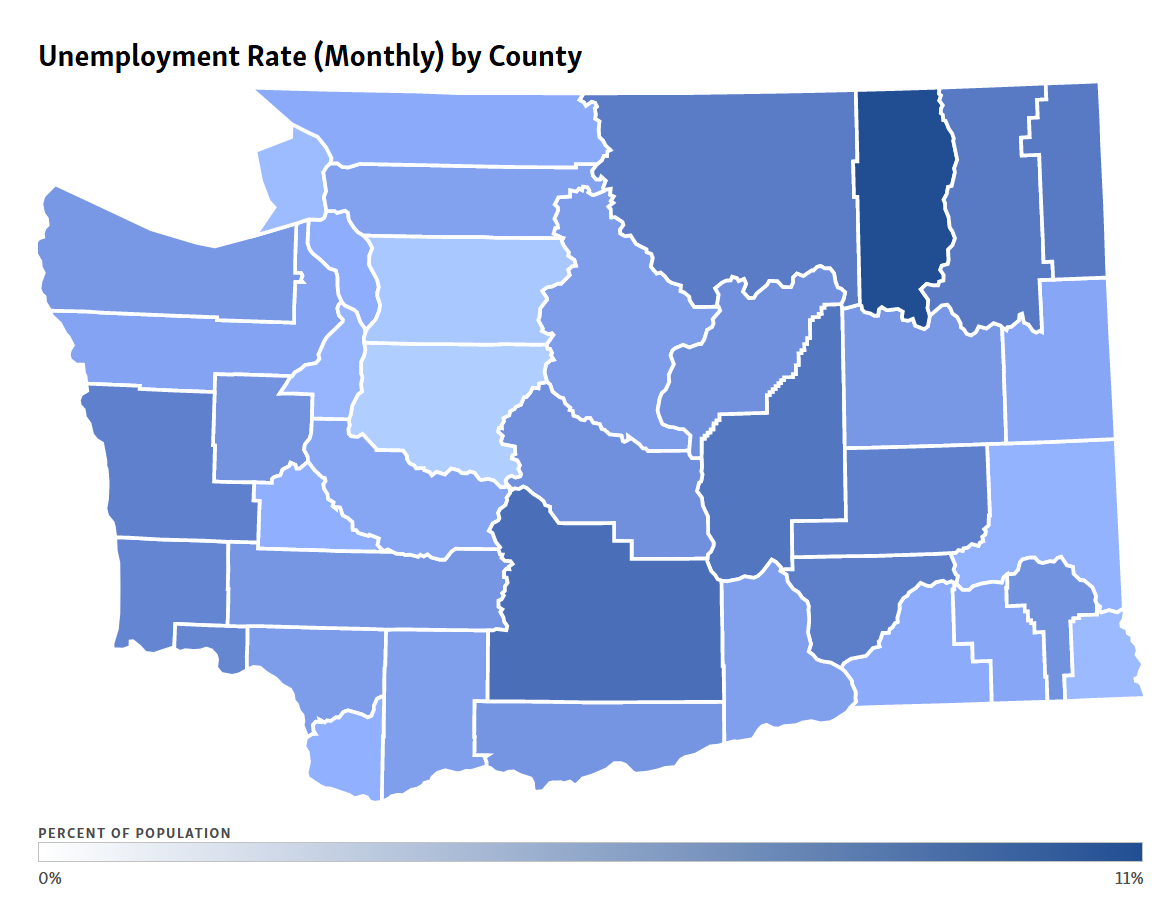 Unemployment Rate (Monthly) by County
PERCENT OF POPULATION
0% 11%